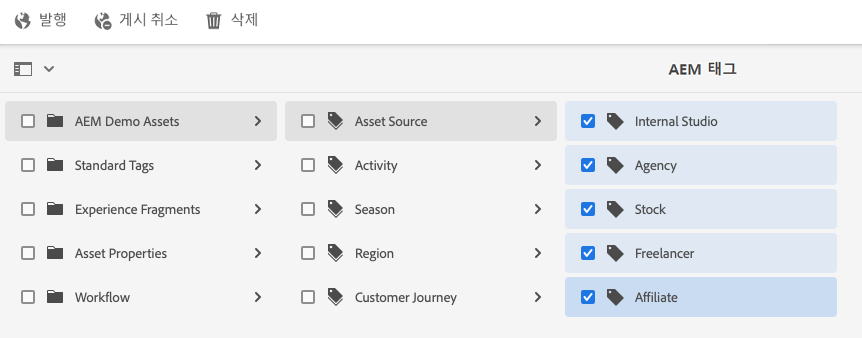 발행 게시 취소 삭제
AEM 태그
AEM Demo Assets Asset Source Internal Studio
Standard Tags Activity Agency
Experience Fragments Season Stock
Asset Properties Region Freelancer
Workflow Customer Journey Affiliate